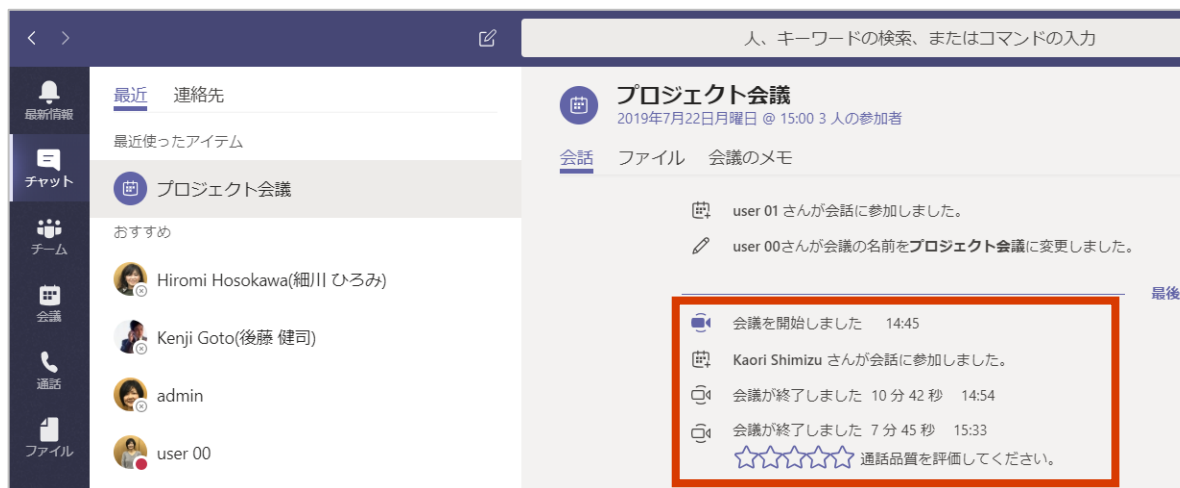 人、キーワードの検索、またはコマンドの入力
最新情報
チャット
チーム
会議
通話
ファイル
最近 連絡先
最近使ったアイテム
プロジェクト会議
おすすめ
Hiromi Hosokawa(細川 ひろみ)
Kenji Goto(後藤 健司)
admin
user 00
プロジェクト会議
2019年7月22日月曜日 @ 15:00 3 人の参加者
会話 ファイル 会議のメモ
user 01 さんが会話に参加しました。
user 00さんが会議の名前をプロジェクト会議に変更しました。
最後
会議を開始しました 14:45
Kaori Shimizu さんが会話に参加しました。
会議が終了しました 10 分 42 秒 14:54
会議が終了しました 7 分 45 秒 15:33
通話品質を評価してください。